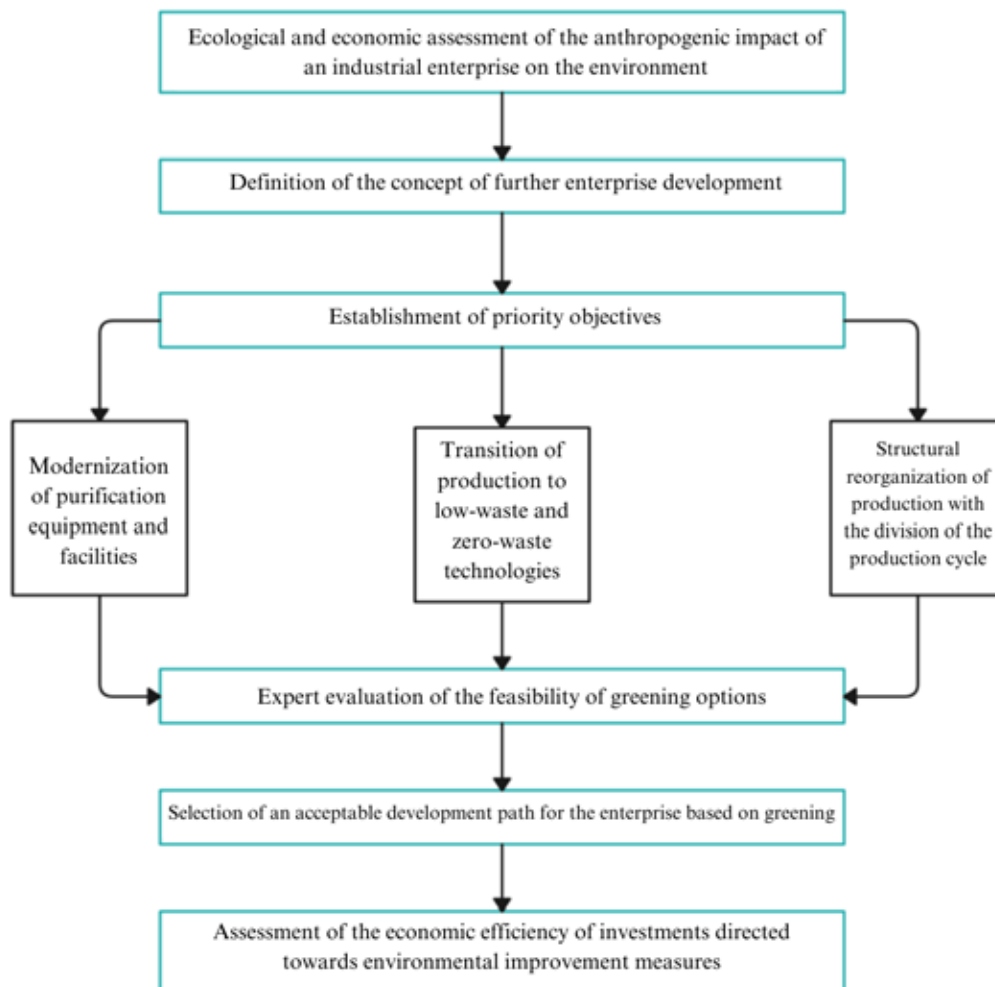 Ecological and economic assessment of the anthropogenic impact of
an industrial enterprise on the environment
Definition of the concept of further enterprise development
Establishment of priority objectives
Modernization
of purification
equipment and
facilities
Transition of
production to
low-waste and
zero-waste
technologies
Structural
reorganization of
production with
the division of the
production cycle
Expert evaluation of the feasibility of greening options
Selection of an acceptable development path for the enterprise based on greening
Assessment of the economic efficiency of investments directed
towards environmental improvement measures